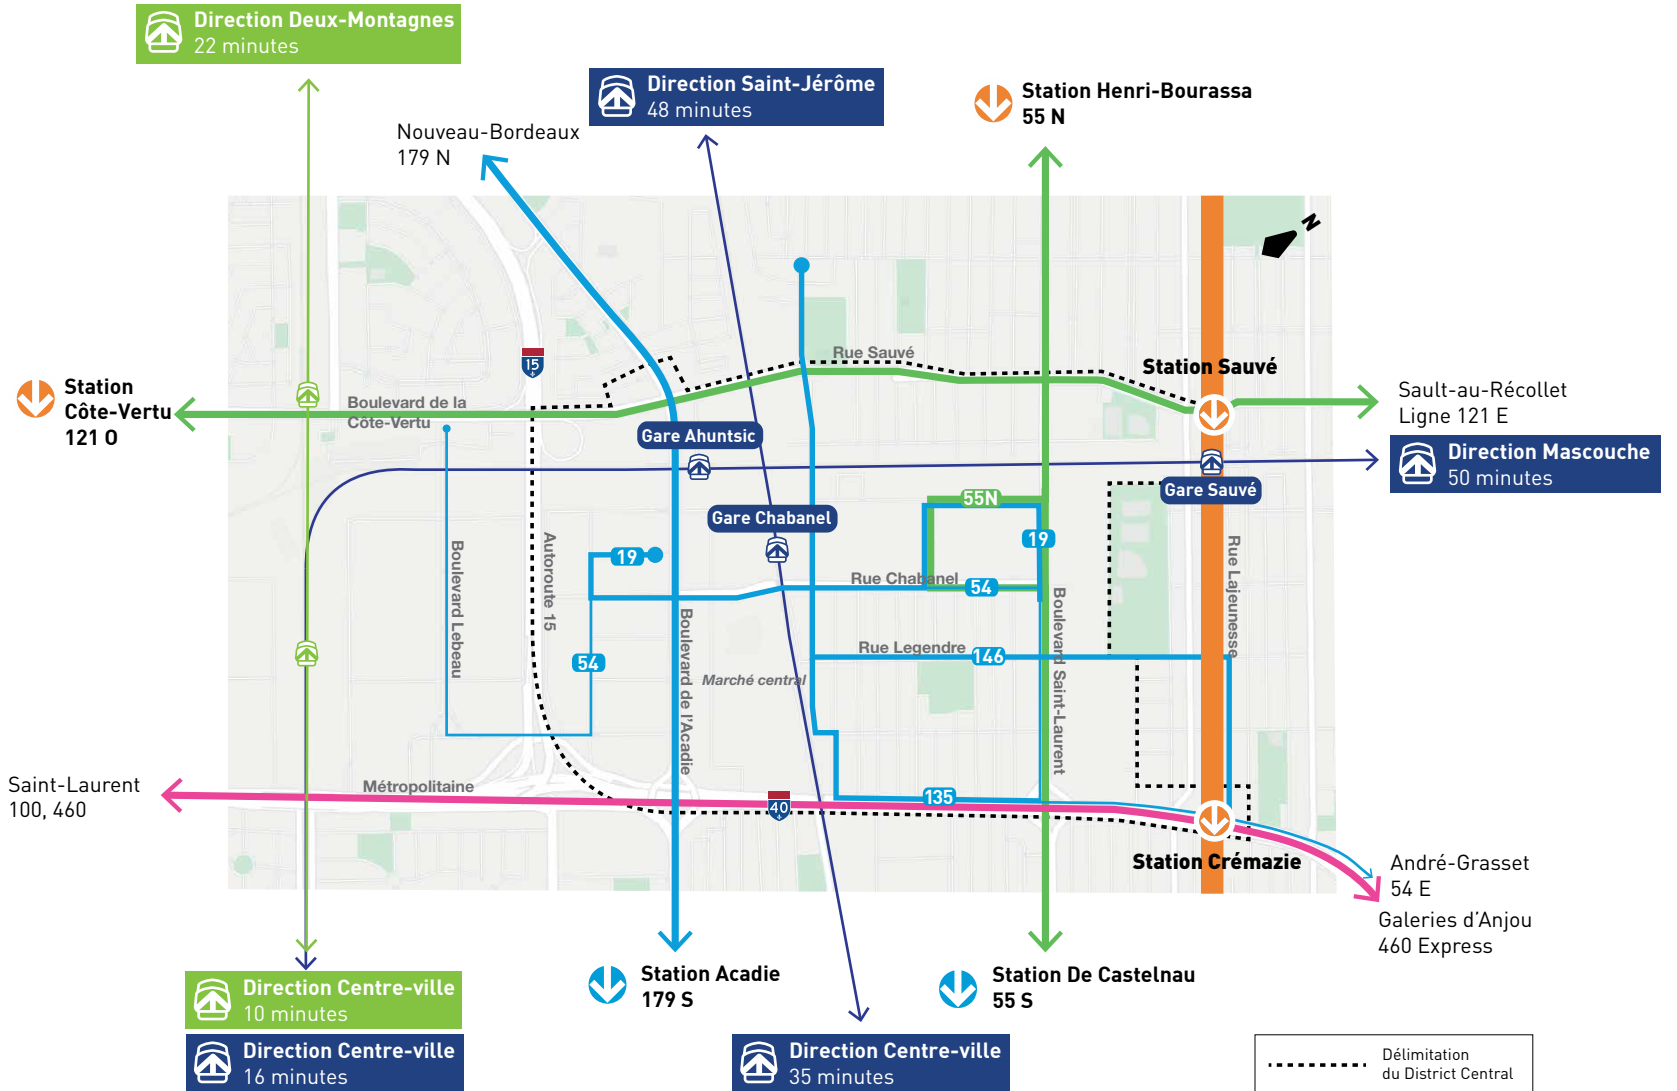 Direction Deux-Montagnes
22 minutes
Direction Saint-Jérôme
48 minutes
Station Henri-Bourassa
55 N
Nouveau-Bordeaux
179 N
N
15
Rue Sauvé
Station Sauvé
Station
Côte-Vertu
121 O
Boulevard de la
Côte-Vertu
Sault-au-Récollet
Ligne 121 E
Gare Ahuntsic
Direction Mascouche
50 minutes
Gare Sauvé
55N
Gare Chabanel
19
19
Boulevard Lebeau
Autoroute 15
Rue Chabanel
54
Rue Lajeunesse
Boulevard de l'Acadie
Boulevard Saint-Laurent
Rue Legendre
146
54
Marché central
Saint-Laurent
100, 460
Métropolitaine
40
135
Station Crémazie
André-Grasset
54 E
Galeries d'Anjou
460 Express
Station Acadie
179 S
Station De Castelnau
55 S
Direction Centre-ville
10 minutes
Direction Centre-ville
16 minutes
Direction Centre-ville
35 minutes
Délimitation
du District Central